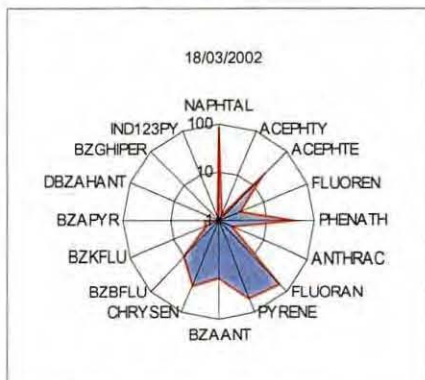 18/03/2002
NAPHTAL
IND123PY
ACEPHTY
BZGHIPER
ACEPHTE
DBZAHANT
FLUOREN
BZAPYR
PHENATH
BZKFLU
ANTHRAC
BZBFLU
FLUORAN
CHRYSEN
PYRENE
BZAANT
100
10
1